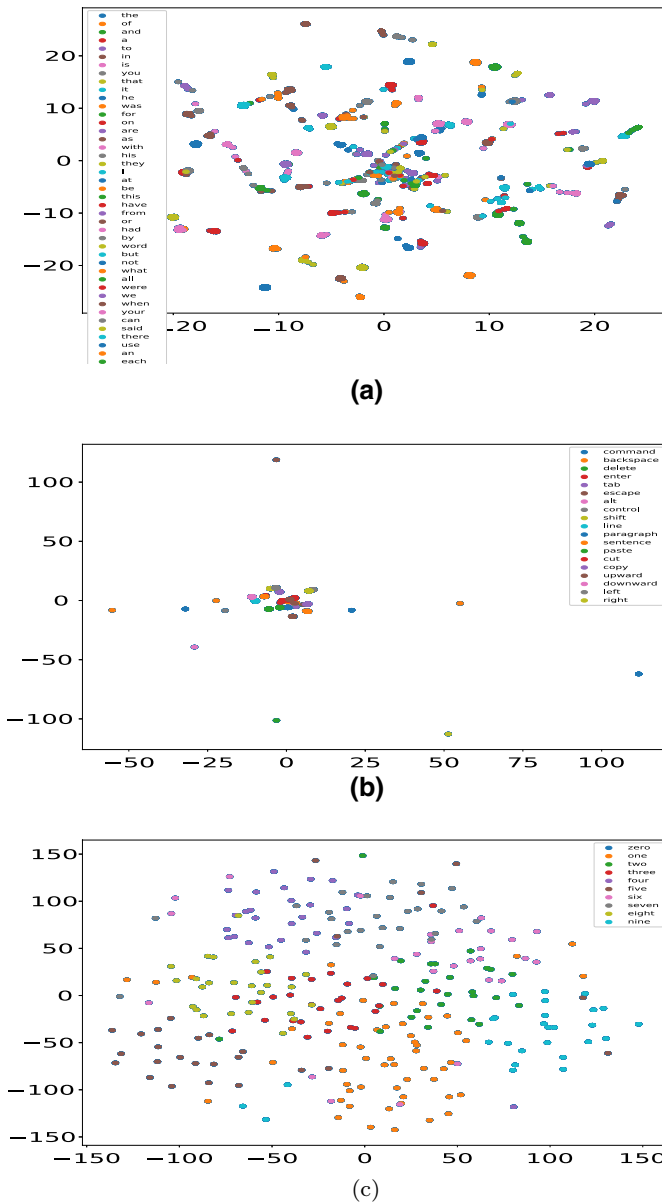 the
of
and
a
to
in
is
you
that
it
he
was
for
on
are
as
with
his
they
I
at
be
this
have
from
or
had
by
word
but
not
what
all
were
we
when
your
can
said
there
use
an
each
20
10
0
−10
−20
−20 −10 0 10 20
(a)
command
backspace
delete
enter
tab
escape
alt
control
shift
line
paragraph
sentence
paste
cut
copy
upward
downward
left
right
100
50
0
−50
−100
−50 −25 0 25 50 75 100
(b)
zero
one
two
three
four
five
six
seven
eight
nine
150
100
50
0
−50
−100
−150
−150 −100 −50 0 50 100 150
(c)